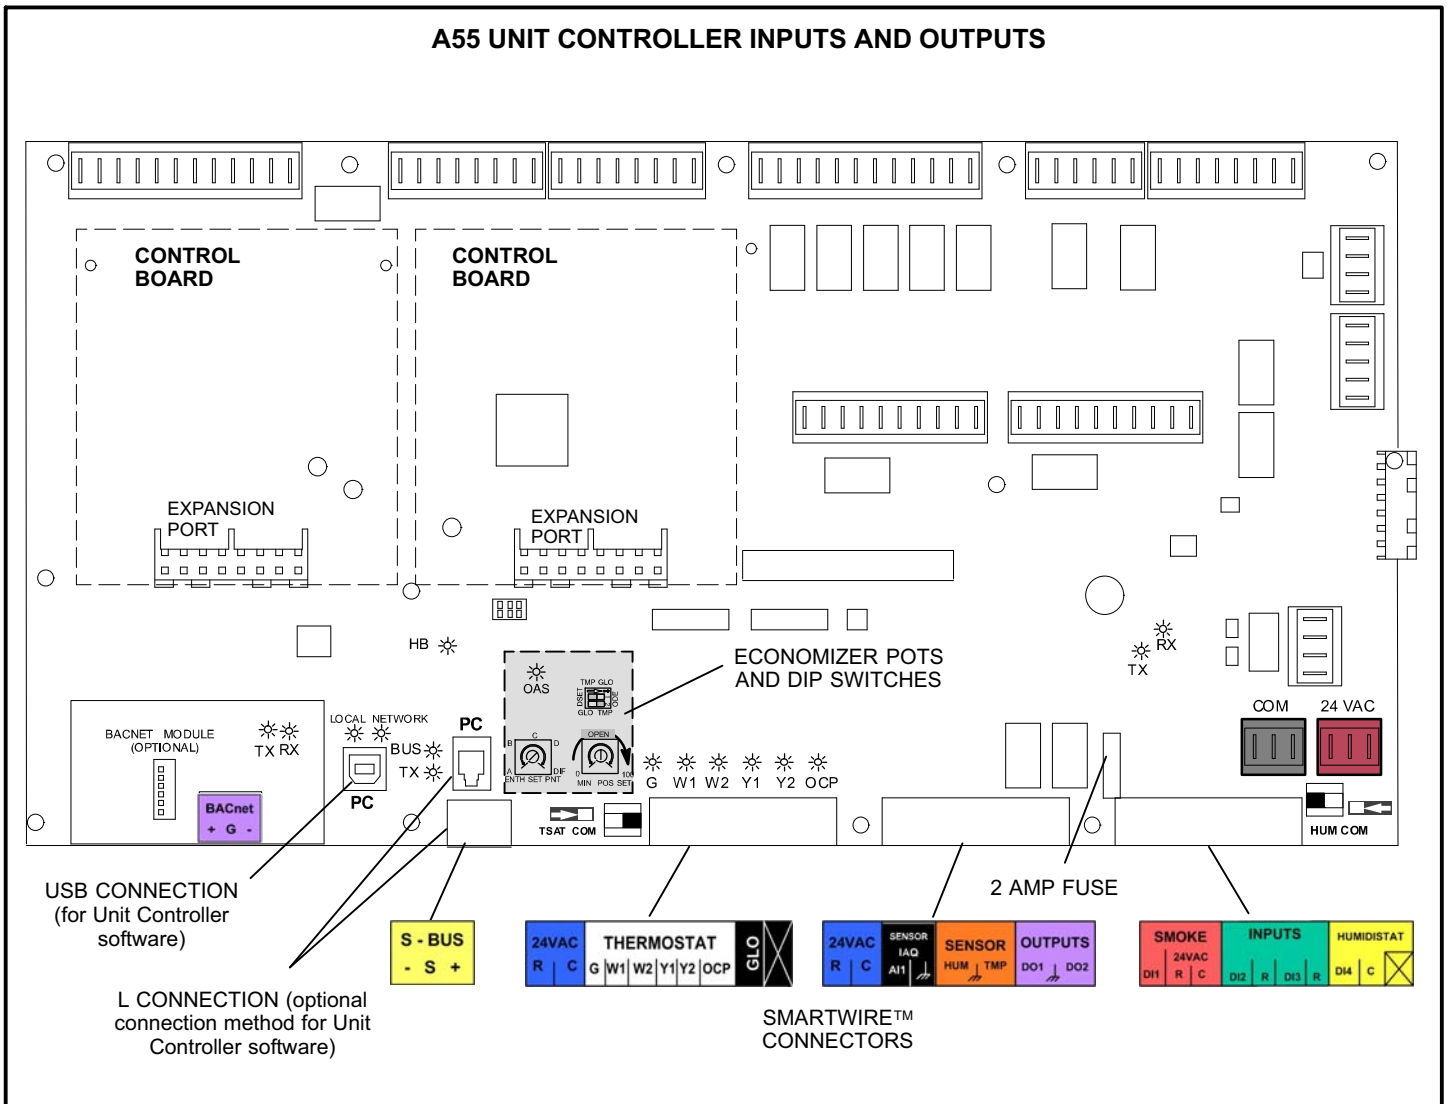 A55 UNIT CONTROLLER INPUTS AND OUTPUTS
CONTROL
BOARD
CONTROL
BOARD
EXPANSION
PORT
EXPANSION
PORT
HB
OAS
TMP GLO
DSET
ODE
GLO TMP
ECONOMIZER POTS
AND DIP SWITCHES
RX
TX
BACNET MODULE
(OPTIONAL)
TX RX
LOCAL NETWORK
BUS
TX
PC
PC
BACnet
+ G -
A
B
C
D
DIF
ENTH SET PNT
OPEN
0
100
MIN POS SET
G W1 W2 Y1 Y2 OCP
COM
24 VAC
TSAT COM
HUM COM
USB CONNECTION
(for Unit Controller
software)
2 AMP FUSE
S - BUS
- S +
24VAC
R C
THERMOSTAT
G W1 W2 Y1 Y2 OCP
GLO
24VAC
R C
SENSOR
IAQ
AI1
SENSOR
HUM TMP
OUTPUTS
DO1 DO2
SMOKE
24VAC
DI1 R C
INPUTS
DI2 R DI3 R
HUMIDISTAT
DI4 C
L CONNECTION (optional
connection method for Unit
Controller software)
SMARTWIRE™
CONNECTORS